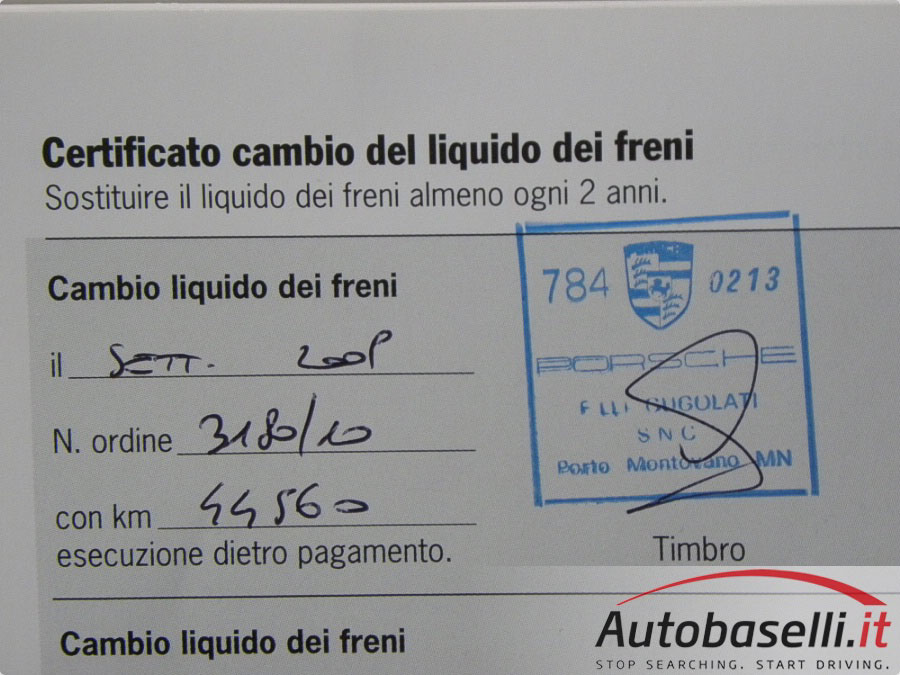 Certificato cambio del liquido dei freni
Sostituire il liquido dei freni almeno ogni 2 anni.
Cambio liquido dei freni
il SETT.
N. ordine 3180/10
con km 44560
esecuzione dietro pagamento.
784 0213
PORSCHE
F.LLI GUGOLATI
SNC
Porto Mantovano MN
Timbro
Cambio liquido dei freni
Autobaselli.it
STOP SEARCHING. START DRIVING.